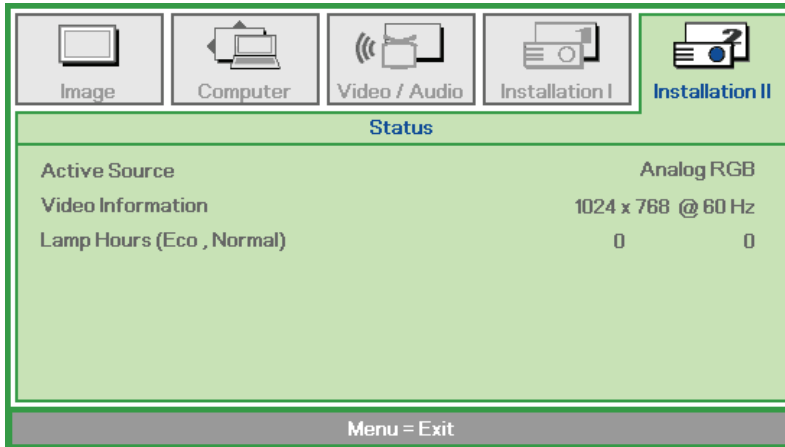 Image Computer Video / Audio Installation I Installation II
Status
Active Source Analog RGB
Video Information 1024 x 768 @ 60 Hz
Lamp Hours (Eco , Normal) 0 0
Menu = Exit